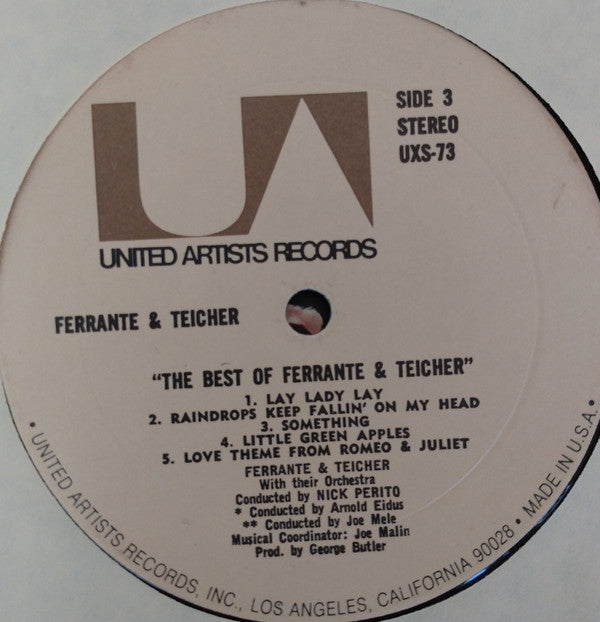 UA
SIDE 3
STEREO
UXS-73
UNITED ARTISTS RECORDS
FERRANTE & TEICHER
"THE BEST OF FERRANTE & TEICHER"
1. LAY LADY LAY
2. RAINDROPS KEEP FALLIN' ON MY HEAD
3. SOMETHING
4. LITTLE GREEN APPLES
5. LOVE THEME FROM ROMEO & JULIET
FERRANTE & TEICHER
With their Orchestra
Conducted by NICK PERITO
* Conducted by Arnold Eidus
** Conducted by Joe Mele
Musical Coordinator: Joe Malin
Prod. by George Butler
• UNITED ARTISTS RECORDS, INC., LOS ANGELES, CALIFORNIA 90028 • MADE IN U.S.A. •